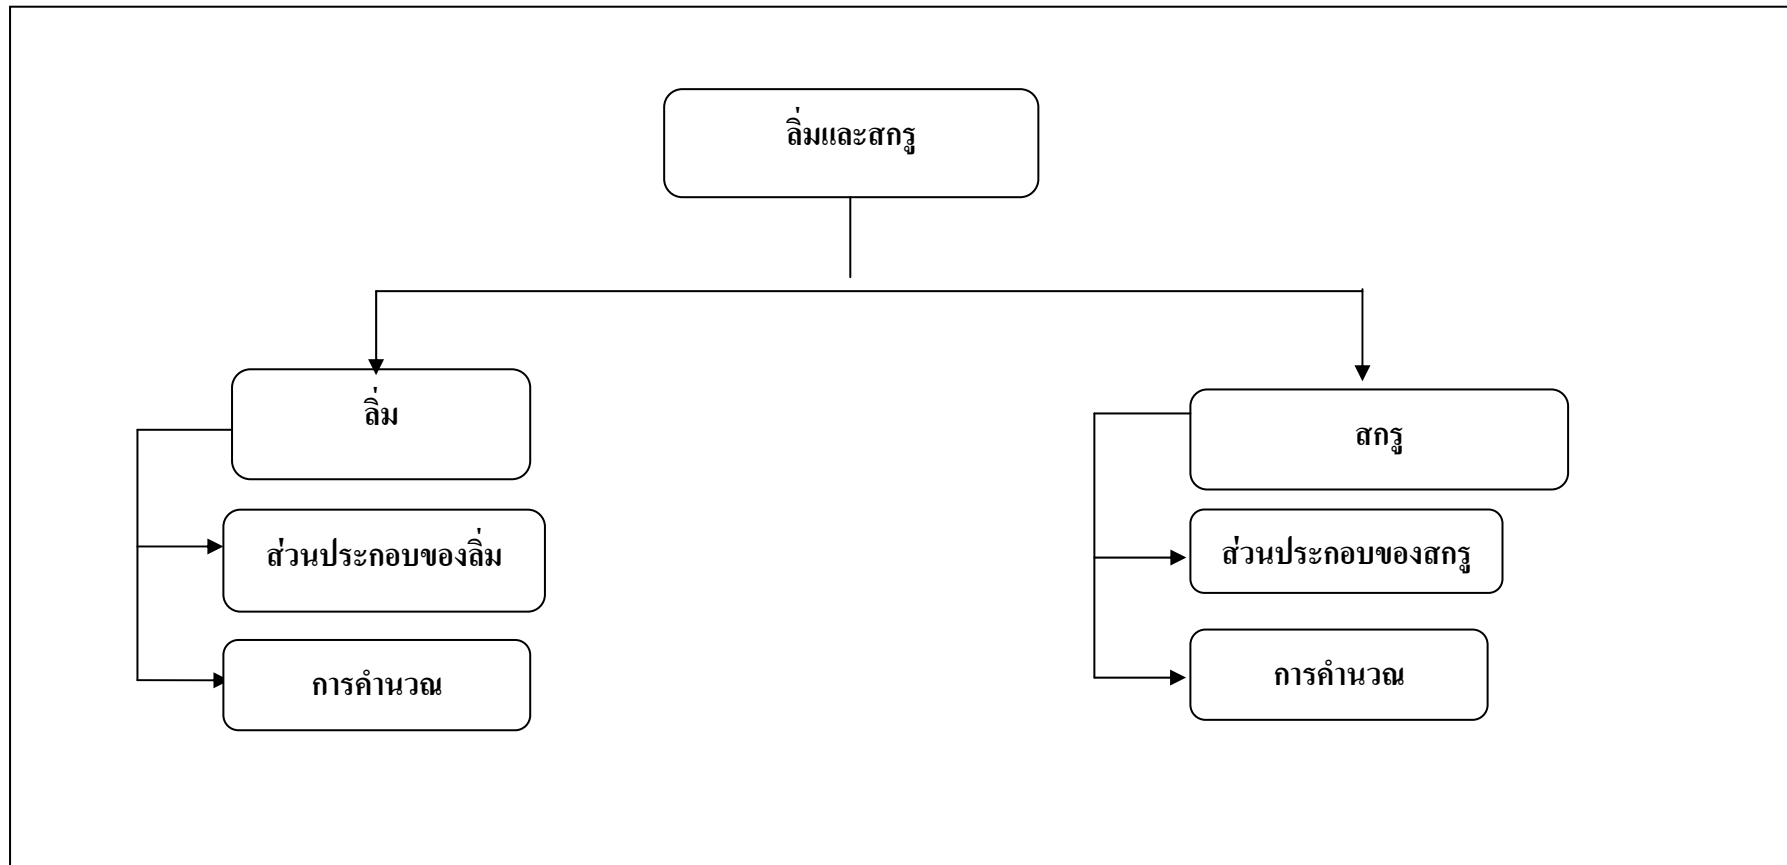 ลิ่มและสกรู
ลิ่ม
ส่วนประกอบของลิ่ม
การคำนวณ
สกรู
ส่วนประกอบของสกรู
การคำนวณ